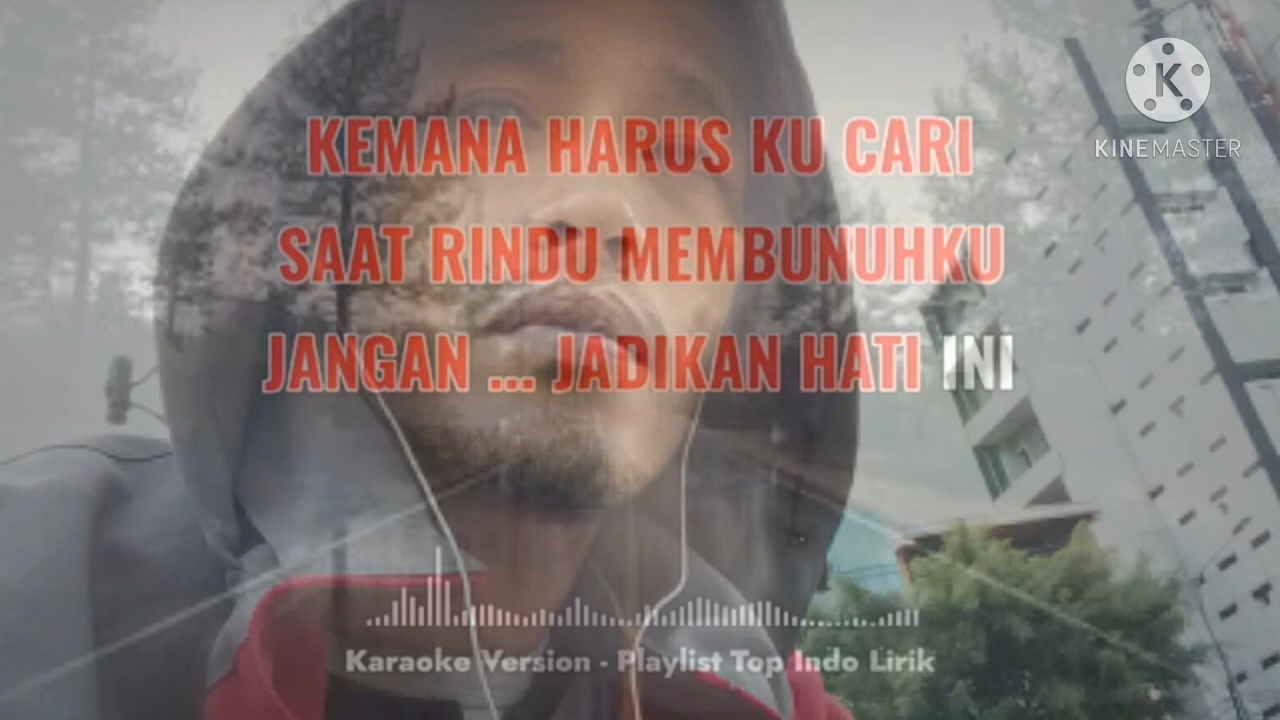 KEMANA HARUS KU CARI
SAAT RINDU MEMBUNUHKU
JANGAN ... JADIKAN HATI INI
K
KINEMASTER
Karaoke Version - Playlist Top Indo Lirik